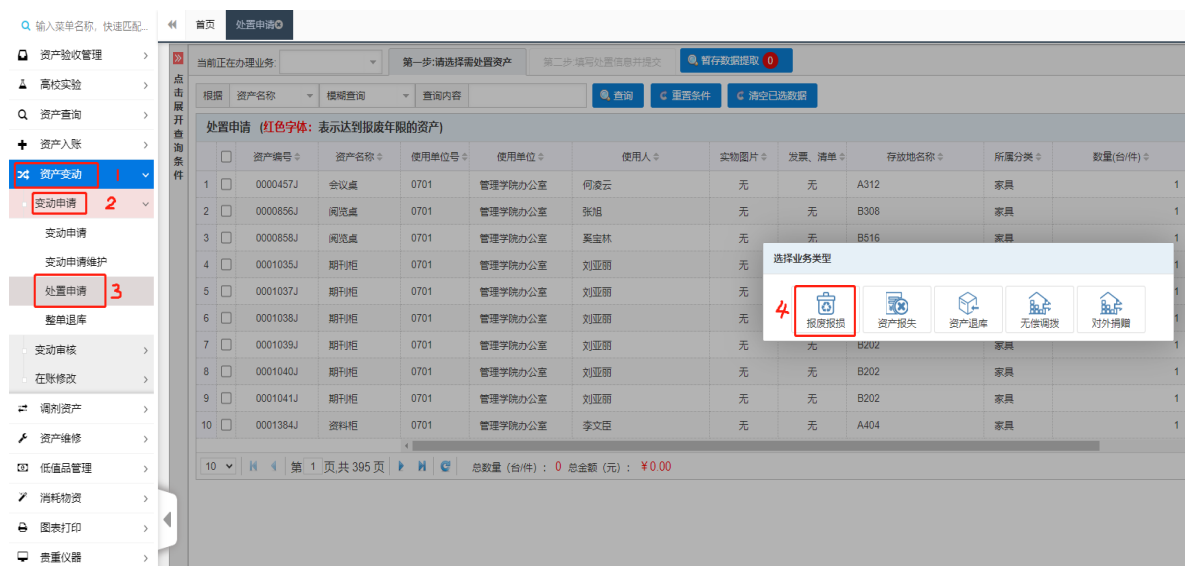 输入菜单名称, 快速匹配...
首页 处置申请
资产验收管理
高校实验
资产查询
资产入账
资产变动 1
变动申请 2
变动申请
变动申请维护
处置申请 3
整单退库
变动审核
在账修改
调剂资产
资产维修
低值品管理
消耗物资
图表打印
贵重仪器
点击展开查询条件
当前正在办理业务: 第一步:请选择需处置资产 第二步:填写处置信息并提交 暂存数据提取 0
根据 资产名称 模糊查询 查询内容 查询 重置条件 清空已选数据
处置申请 (红色字体: 表示达到报废年限的资产)
资产编号 资产名称 使用单位号 使用单位 使用人 实物图片 发票、清单 存放地名称 所属分类 数量(台/件)
1 0000457J 会议桌 0701 管理学院办公室 何凌云 无 无 A312 家具 1
2 0000856J 阅览桌 0701 管理学院办公室 张旭 无 无 B308 家具 1
3 0000858J 阅览桌 0701 管理学院办公室 奚宝林 无 无 B516 家具 1
4 0001035J 期刊柜 0701 管理学院办公室 刘亚丽 无
5 0001037J 期刊柜 0701 管理学院办公室 刘亚丽 无
6 0001038J 期刊柜 0701 管理学院办公室 刘亚丽 无
7 0001039J 期刊柜 0701 管理学院办公室 刘亚丽 无 无 B202 家具 1
8 0001040J 期刊柜 0701 管理学院办公室 刘亚丽 无 无 B202 家具 1
9 0001041J 期刊柜 0701 管理学院办公室 刘亚丽 无 无 B202 家具 1
10 0001384J 资料柜 0701 管理学院办公室 李文臣 无 无 A404 家具 1
10 第 1 页,共 395 页 总数量 (台/件) : 0 总金额 (元) : ¥0.00
选择业务类型
4 报废报损 资产报失 资产退库 无偿调拨 对外捐赠